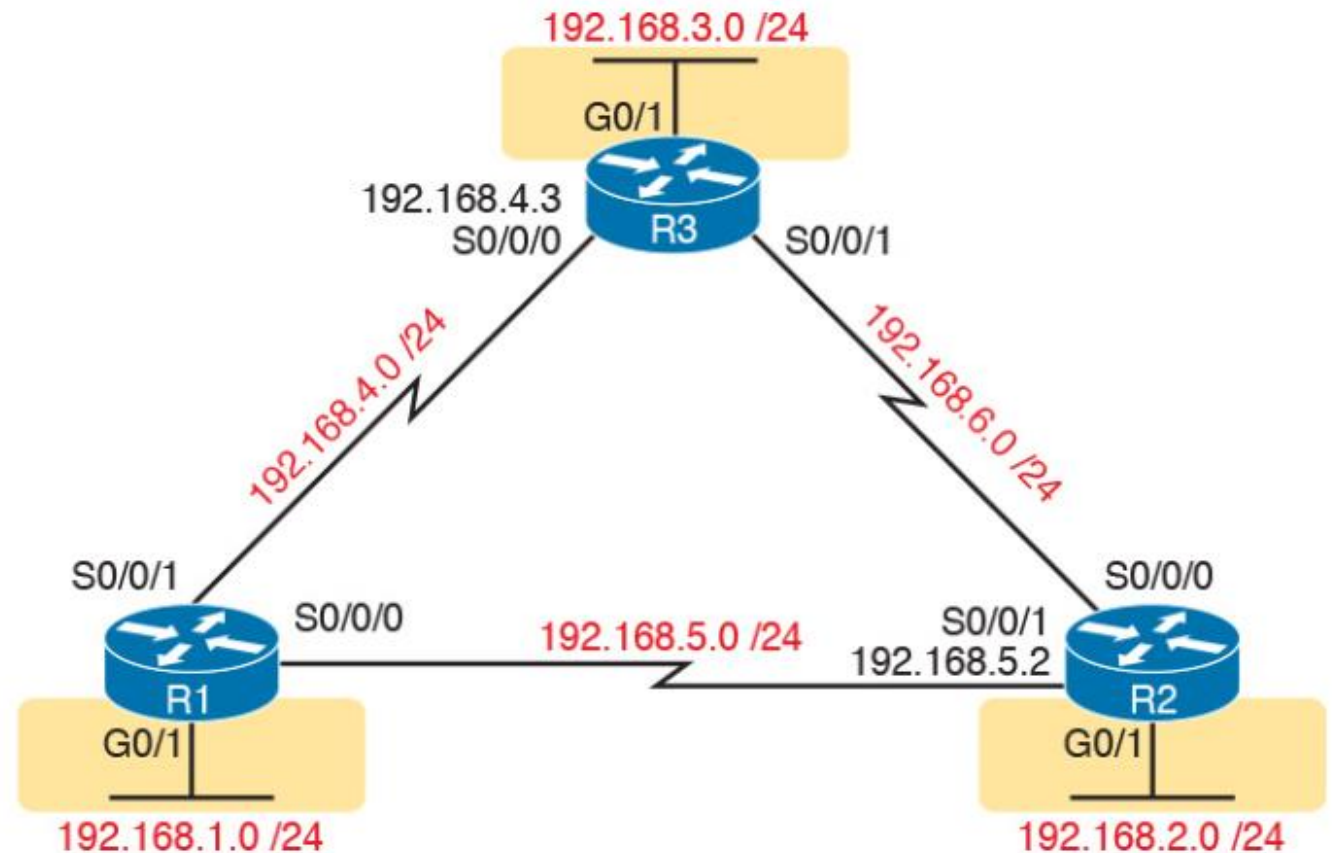 192.168.3.0 /24
G0/1
192.168.4.3
R3
S0/0/0
S0/0/1
192.168.4.0 /24
192.168.6.0 /24
S0/0/1
S0/0/0
S0/0/0
192.168.5.0 /24
S0/0/1
192.168.5.2
R1
R2
G0/1
G0/1
192.168.1.0 /24
192.168.2.0 /24